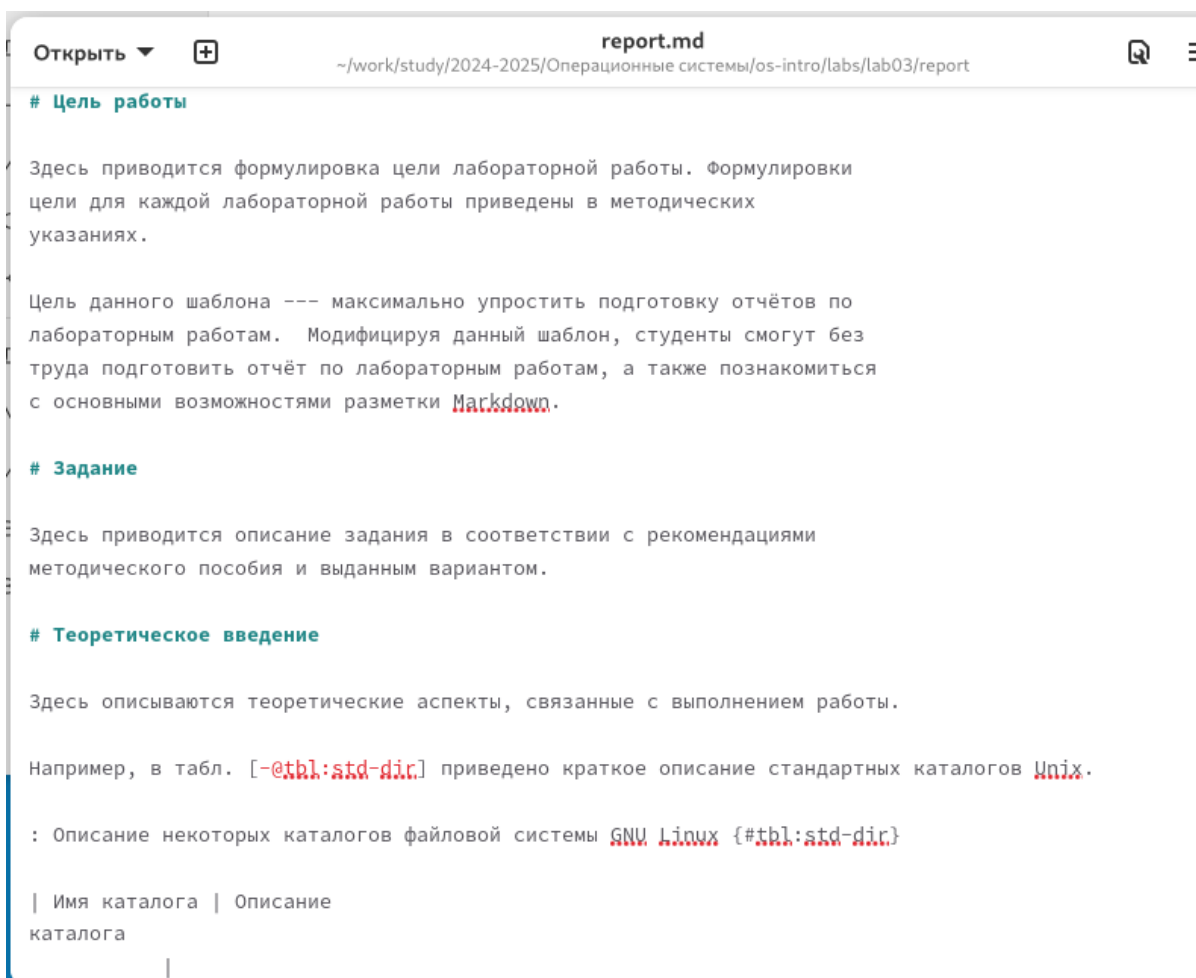 Открыть
report.md
~/work/study/2024-2025/Операционные системы/os-intro/labs/lab03/report
# Цель работы
Здесь приводится формулировка цели лабораторной работы. Формулировки
цели для каждой лабораторной работы приведены в методических
указаниях.
Цель данного шаблона --- максимально упростить подготовку отчётов по
лабораторным работам.  Модифицируя данный шаблон, студенты смогут без
труда подготовить отчёт по лабораторным работам, а также познакомиться
с основными возможностями разметки Markdown.
# Задание
Здесь приводится описание задания в соответствии с рекомендациями
методического пособия и выданным вариантом.
# Теоретическое введение
Здесь описываются теоретические аспекты, связанные с выполнением работы.
Например, в табл. [-@tbl:std-dir] приведено краткое описание стандартных каталогов Unix.
: Описание некоторых каталогов файловой системы GNU Linux {#tbl:std-dir}
| Имя каталога | Описание
каталога
|